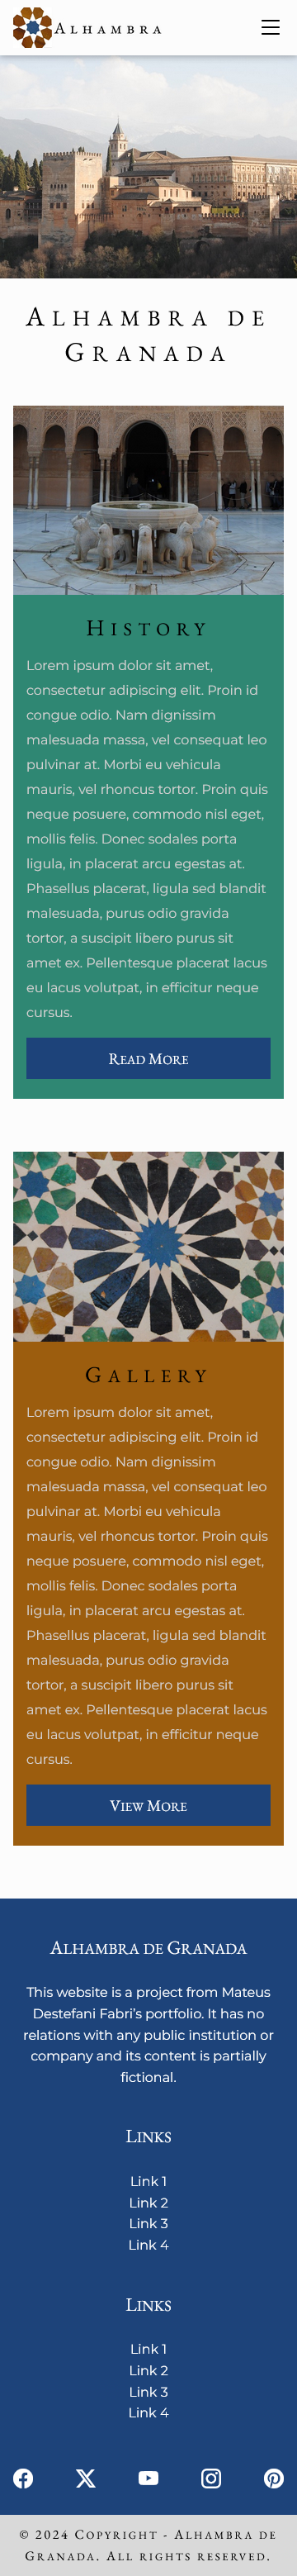 Alhambra
Alhambra de
Granada
History
Lorem ipsum dolor sit amet,
consectetur adipiscing elit. Proin id
congue odio. Nam dignissim
malesuada massa, vel consequat leo
pulvinar at. Morbi eu vehicula
mauris, vel rhoncus tortor. Proin quis
neque posuere, commodo nisl eget,
mollis felis. Donec sodales porta
ligula, in placerat arcu egestas at.
Phasellus placerat, ligula sed blandit
malesuada, purus odio gravida
tortor, a suscipit libero purus sit
amet ex. Pellentesque placerat lacus
eu lacus volutpat, in efficitur neque
cursus.
Read More
Gallery
Lorem ipsum dolor sit amet,
consectetur adipiscing elit. Proin id
congue odio. Nam dignissim
malesuada massa, vel consequat leo
pulvinar at. Morbi eu vehicula
mauris, vel rhoncus tortor. Proin quis
neque posuere, commodo nisl eget,
mollis felis. Donec sodales porta
ligula, in placerat arcu egestas at.
Phasellus placerat, ligula sed blandit
malesuada, purus odio gravida
tortor, a suscipit libero purus sit
amet ex. Pellentesque placerat lacus
eu lacus volutpat, in efficitur neque
cursus.
View More
Alhambra de Granada
This website is a project from Mateus
Destefani Fabri's portfolio. It has no
relations with any public institution or
company and its content is partially
fictional.
Links
Link 1
Link 2
Link 3
Link 4
Links
Link 1
Link 2
Link 3
Link 4
© 2024 Copyright - Alhambra de
Granada. All rights reserved.